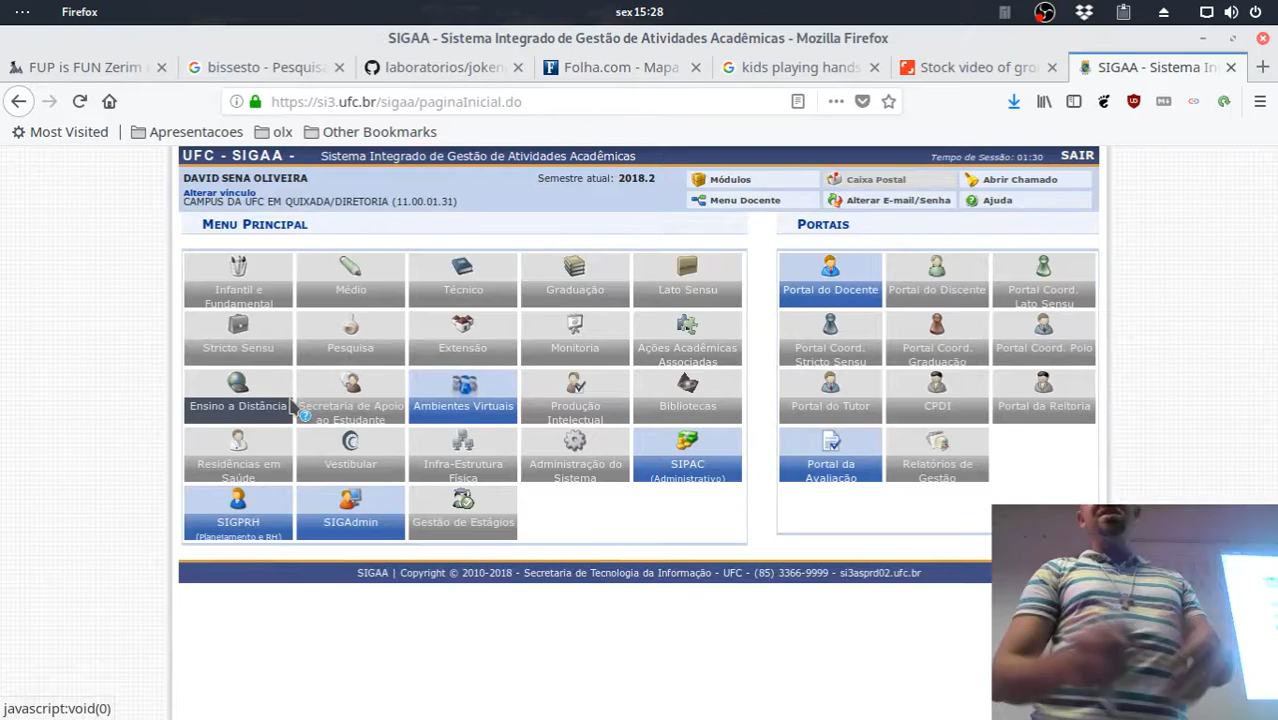 Firefox
sex 15:28
SIGAA - Sistema Integrado de Gestão de Atividades Acadêmicas - Mozilla Firefox
FUP is FUN Zerim e
bissesto - Pesquisa
laboratorios/joken
Folha.com - Mapa
kids playing hands
Stock video of gro
SIGAA - Sistema In
https://si3.ufc.br/sigaa/paginaInicial.do
Most Visited
Apresentacoes
olx
Other Bookmarks
UFC - SIGAA -
Sistema Integrado de Gestão de Atividades Acadêmicas
Tempo de Sessão: 01:30
SAIR
DAVID SENA OLIVEIRA
Semestre atual: 2018.2
Módulos
Caixa Postal
Abrir Chamado
Alterar vínculo
CAMPUS DA UFC EM QUIXADA/DIRETORIA (11.00.01.31)
Menu Docente
Alterar E-mail/Senha
Ajuda
MENU PRINCIPAL
PORTAIS
Infantil e Fundamental
Médio
Técnico
Graduação
Lato Sensu
Portal do Docente
Portal do Discente
Portal Coord. Lato Sensu
Stricto Sensu
Pesquisa
Extensão
Monitoria
Ações Acadêmicas Associadas
Portal Coord. Stricto Sensu
Portal Coord. Graduação
Portal Coord. Polo
Ensino a Distância
Secretaria de Apoio ao Estudante
Ambientes Virtuais
Produção Intelectual
Bibliotecas
Portal do Tutor
CPDI
Portal da Reitoria
Residências em Saúde
Vestibular
Infra-Estrutura Física
Administração do Sistema
SIPAC
(Administrativo)
Portal da Avaliação
Relatórios de Gestão
SIGPRH
(Planejamento e RH)
SIGAdmin
Gestão de Estágios
SIGAA | Copyright © 2010-2018 - Secretaria de Tecnologia da Informação - UFC - (85) 3366-9999 - si3asprd02.ufc.br
javascript:void(0)